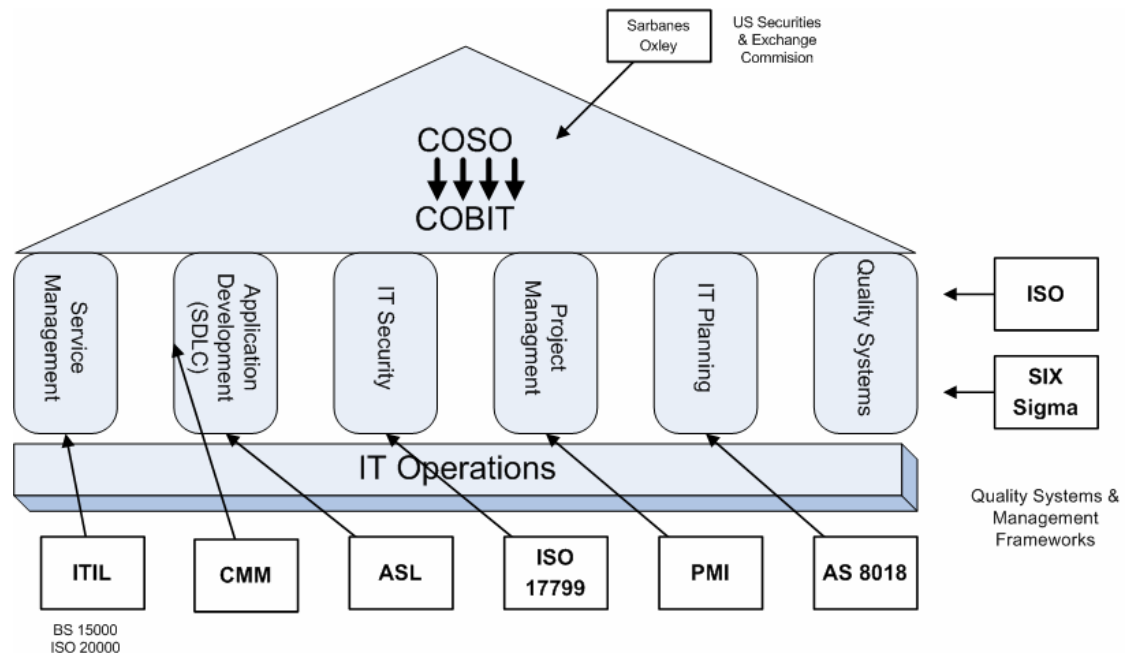 Sarbanes
Oxley
US Securities
& Exchange
Commision
COSO
COBIT
Service
Management
Application
Development
(SDLC)
IT Security
Project
Managment
IT Planning
Quality Systems
ISO
SIX
Sigma
IT Operations
Quality Systems &
Management
Frameworks
ITIL
CMM
ASL
ISO
17799
PMI
AS 8018
BS 15000
ISO 20000